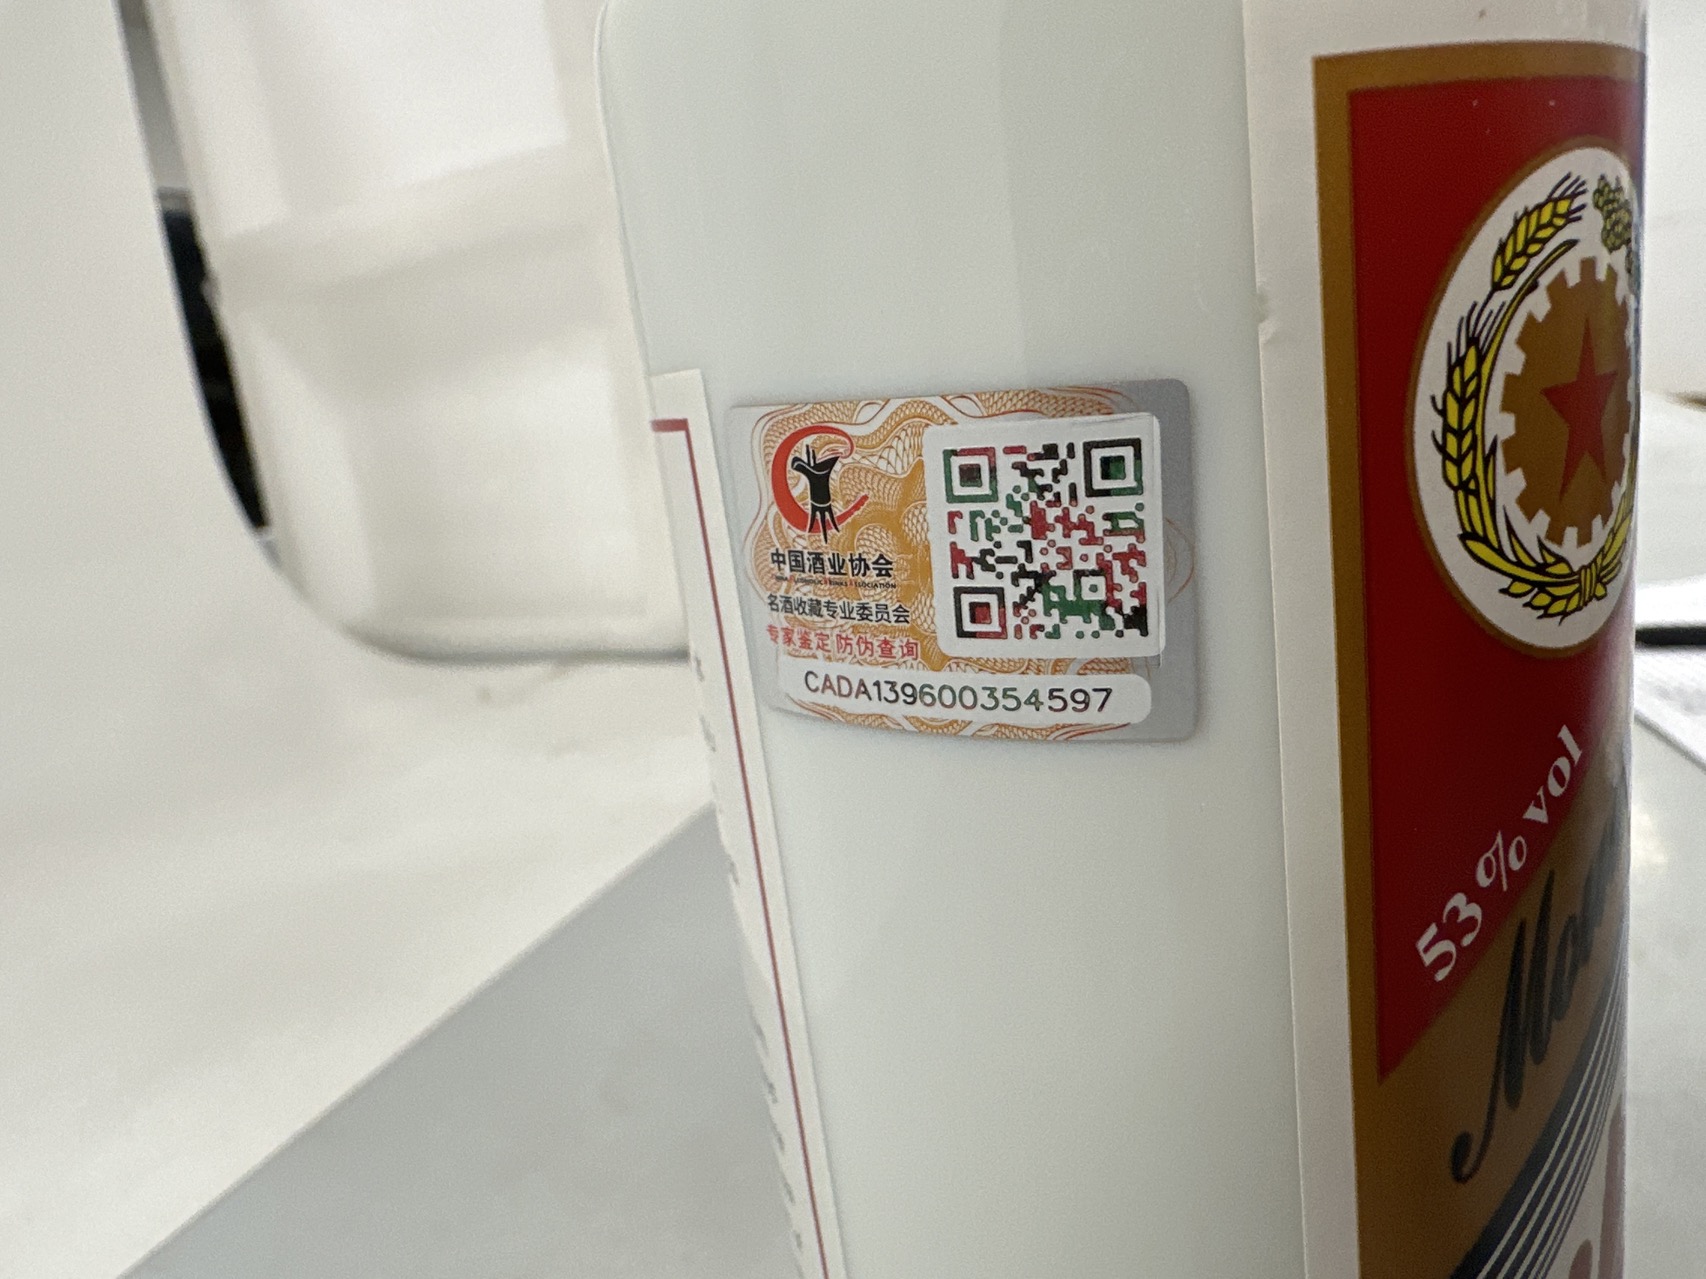 中国酒业协会
名酒收藏专业委员会
专家鉴定 防伪查询
CADA139600354597
53%vol